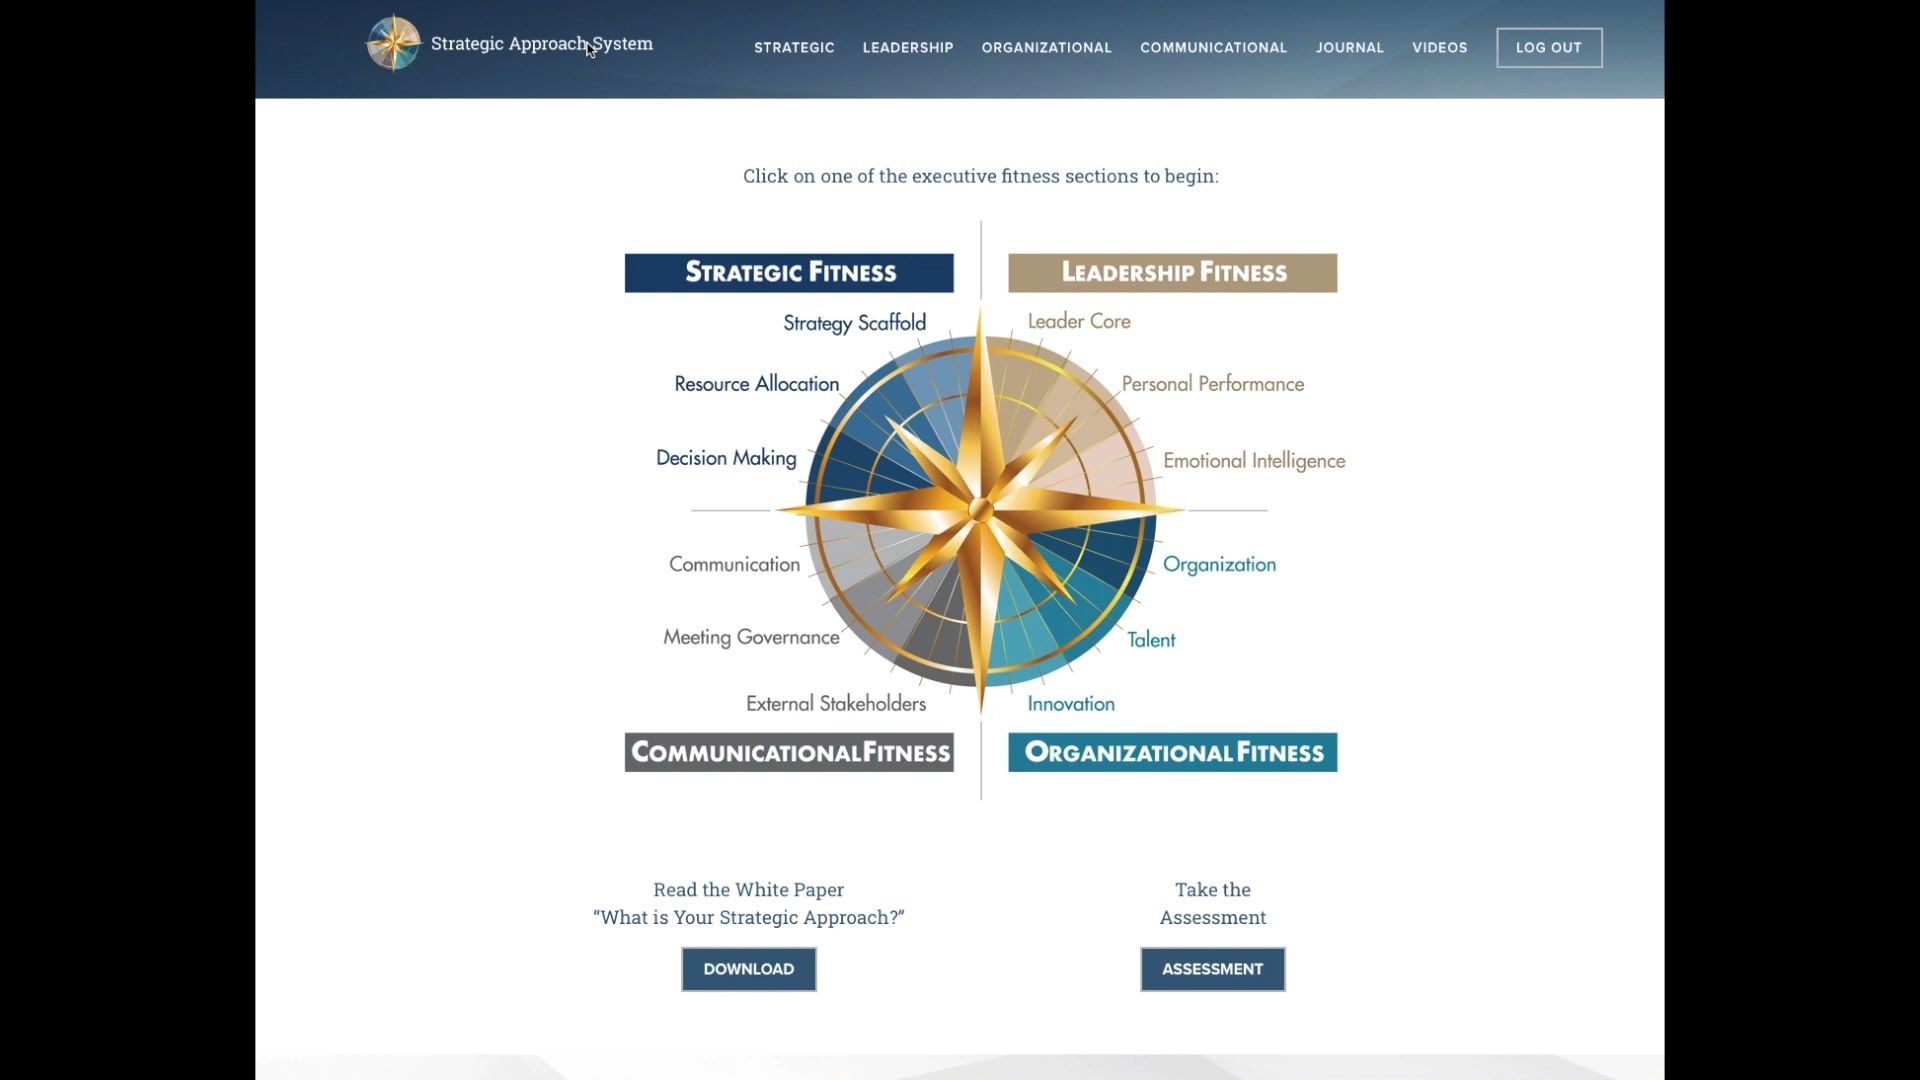 Strategic Approach System
STRATEGIC
LEADERSHIP
ORGANIZATIONAL
COMMUNICATIONAL
JOURNAL
VIDEOS
LOG OUT
Click on one of the executive fitness sections to begin:
STRATEGIC FITNESS
LEADERSHIP FITNESS
Strategy Scaffold
Leader Core
Resource Allocation
Personal Performance
Decision Making
Emotional Intelligence
Communication
Organization
Meeting Governance
Talent
External Stakeholders
Innovation
COMMUNICATIONAL FITNESS
ORGANIZATIONAL FITNESS
Read the White Paper
“What is Your Strategic Approach?”
DOWNLOAD
Take the
Assessment
ASSESSMENT